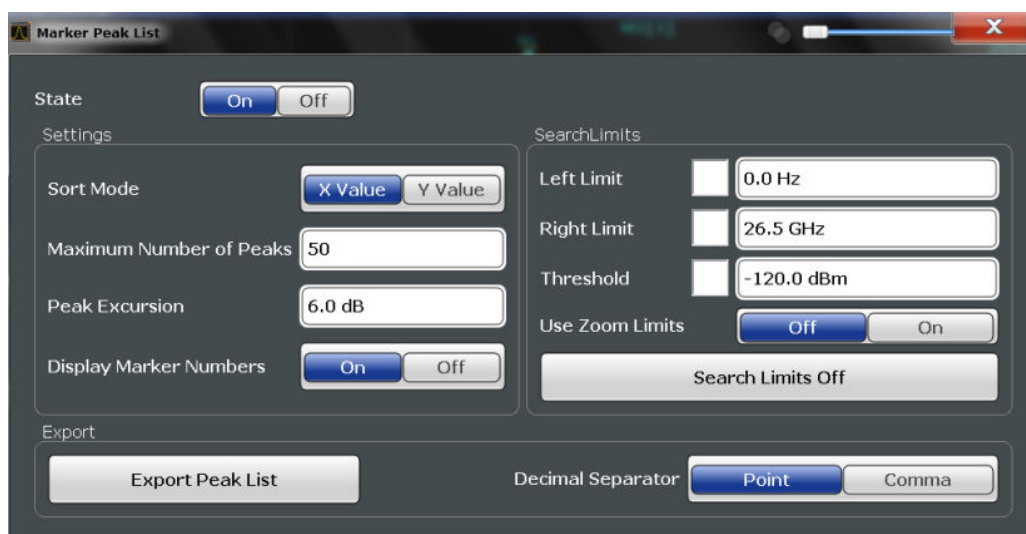 Marker Peak List
State On Off
Settings
Sort Mode X Value Y Value
Maximum Number of Peaks 50
Peak Excursion 6.0 dB
Display Marker Numbers On Off
SearchLimits
Left Limit 0.0 Hz
Right Limit 26.5 GHz
Threshold -120.0 dBm
Use Zoom Limits Off On
Search Limits Off
Export
Export Peak List
Decimal Separator Point Comma